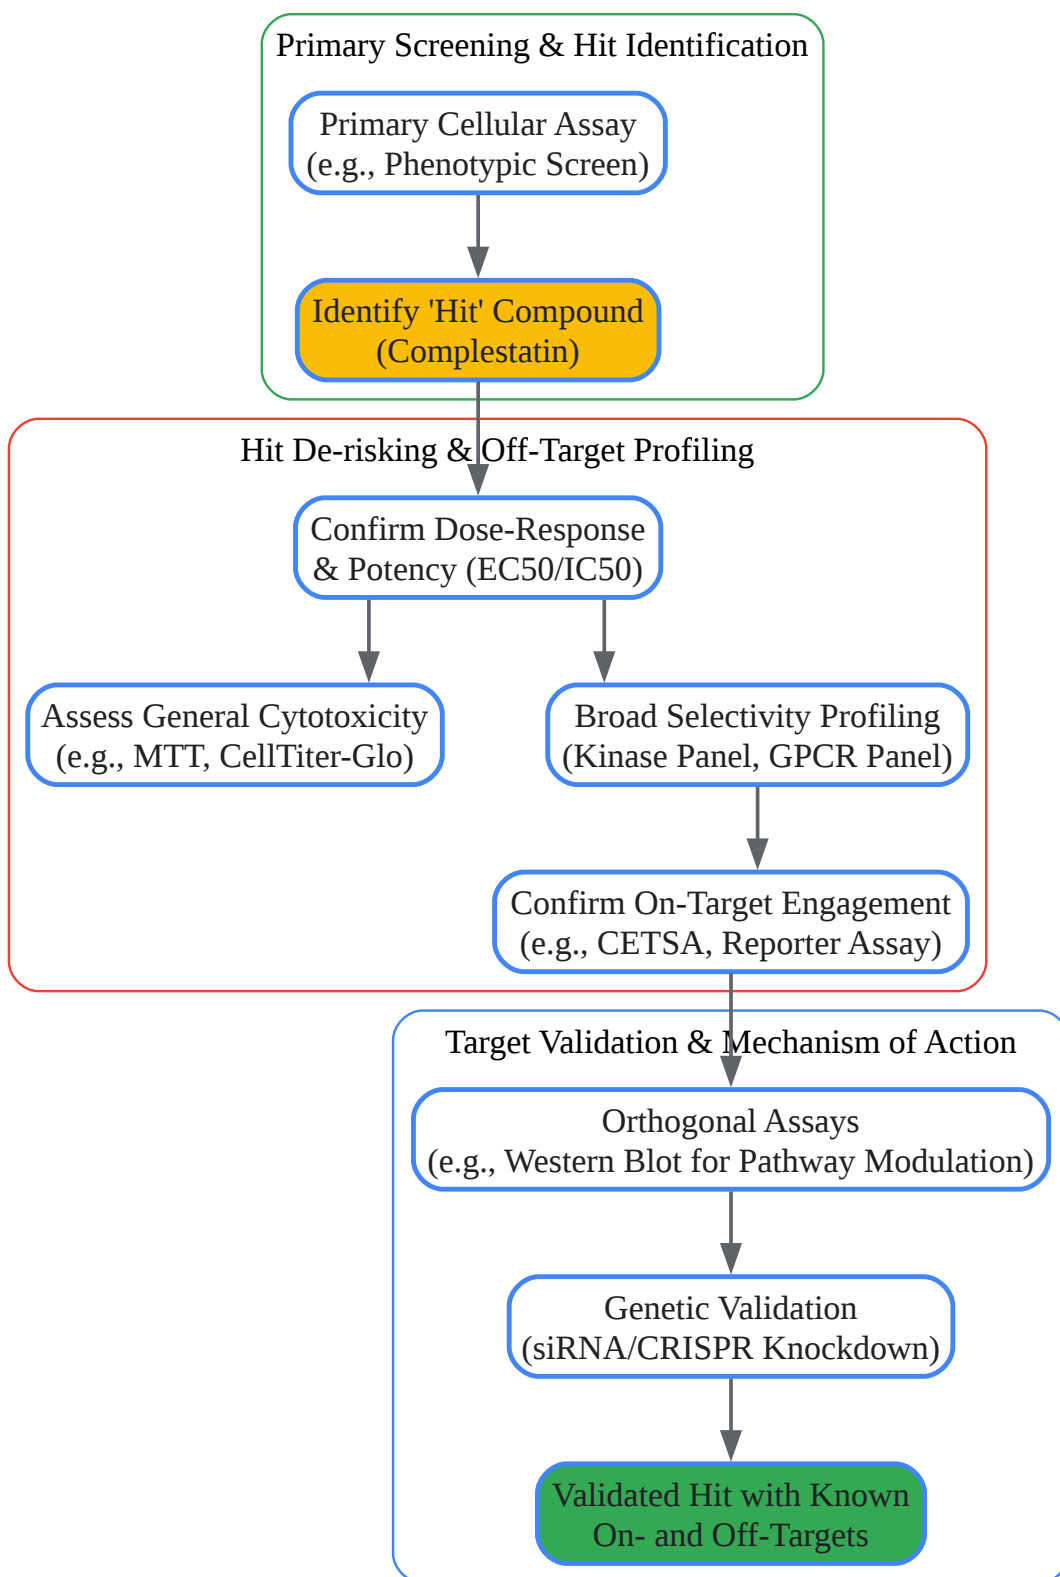 Primary Screening & Hit Identification
Primary Cellular Assay
(e.g., Phenotypic Screen)
Identify 'Hit' Compound
(Complestatin)
Hit De-risking & Off-Target Profiling
Confirm Dose-Response
& Potency (EC50/IC50)
Assess General Cytotoxicity
(e.g., MTT, CellTiter-Glo)
Broad Selectivity Profiling
(Kinase Panel, GPCR Panel)
Confirm On-Target Engagement
(e.g., CETSA, Reporter Assay)
Target Validation & Mechanism of Action
Orthogonal Assays
(e.g., Western Blot for Pathway Modulation)
Genetic Validation
(siRNA/CRISPR Knockdown)
Validated Hit with Known
On- and Off-Targets